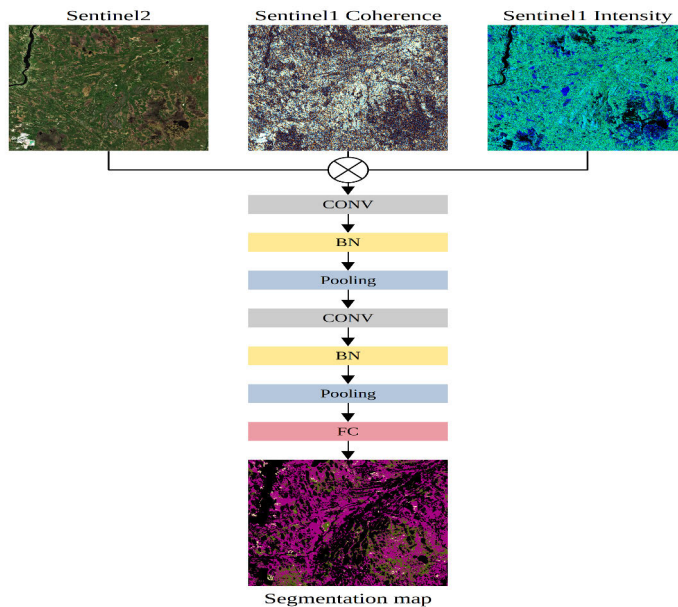 Sentinel2
Sentinel1 Coherence
Sentinel1 Intensity
CONV
BN
Pooling
CONV
BN
Pooling
FC
Segmentation map